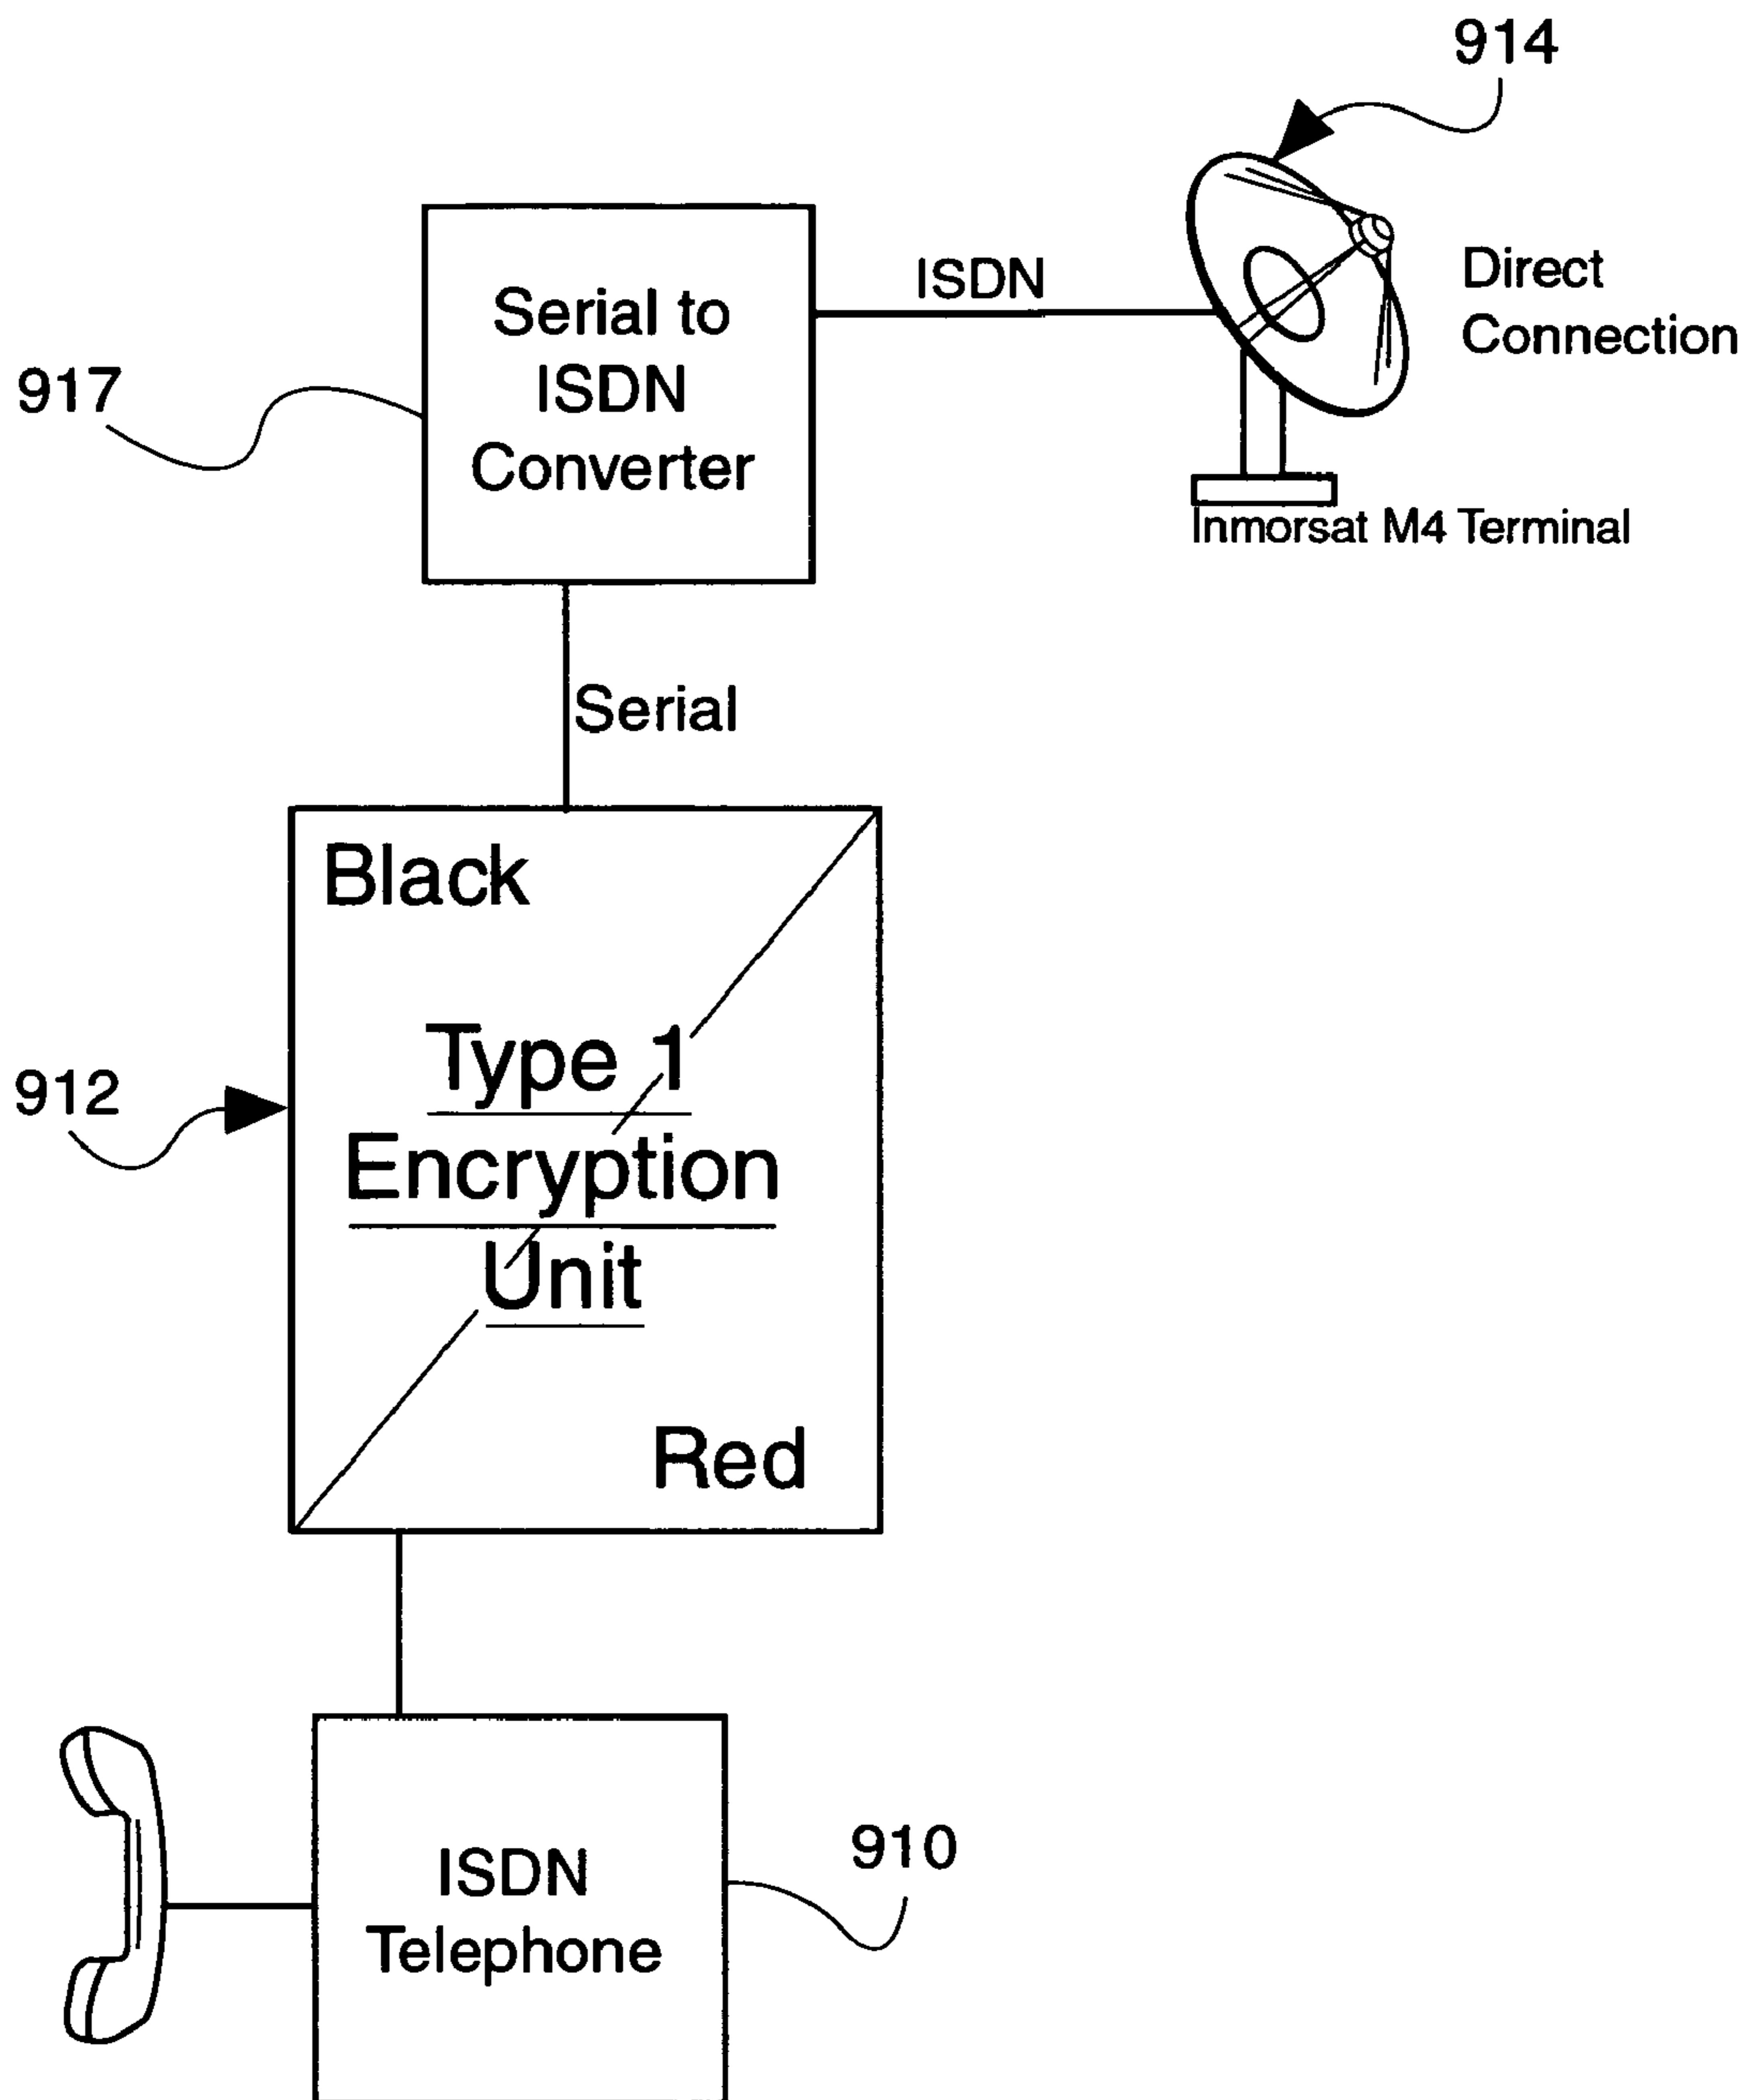 914
Serial to
ISDN
Converter
ISDN
Direct
Connection
917
Inmorsat M4 Terminal
Serial
Black
Type 1
Encryption
Unit
912
Red
ISDN
Telephone
910